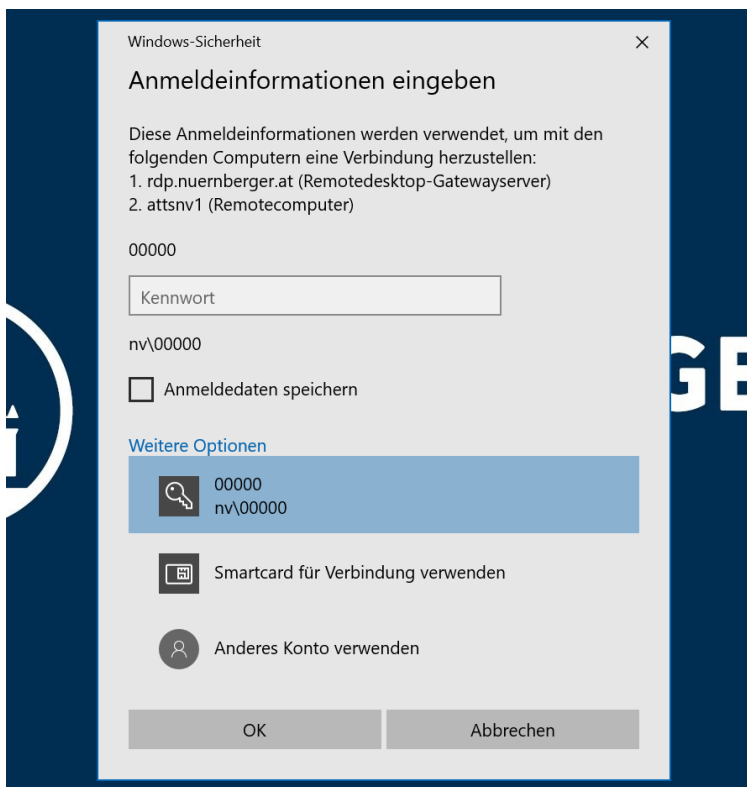 Windows-Sicherheit
Anmeldeinformationen eingeben
Diese Anmeldeinformationen werden verwendet, um mit den
folgenden Computern eine Verbindung herzustellen:
1. rdp.nuernberger.at (Remotedesktop-Gatewayserver)
2. attsnv1 (Remotecomputer)
00000
Kennwort
nv\00000
GE
Anmeldedaten speichern
Weitere Optionen
00000
nv\00000
Smartcard für Verbindung verwenden
Anderes Konto verwenden
OK
Abbrechen